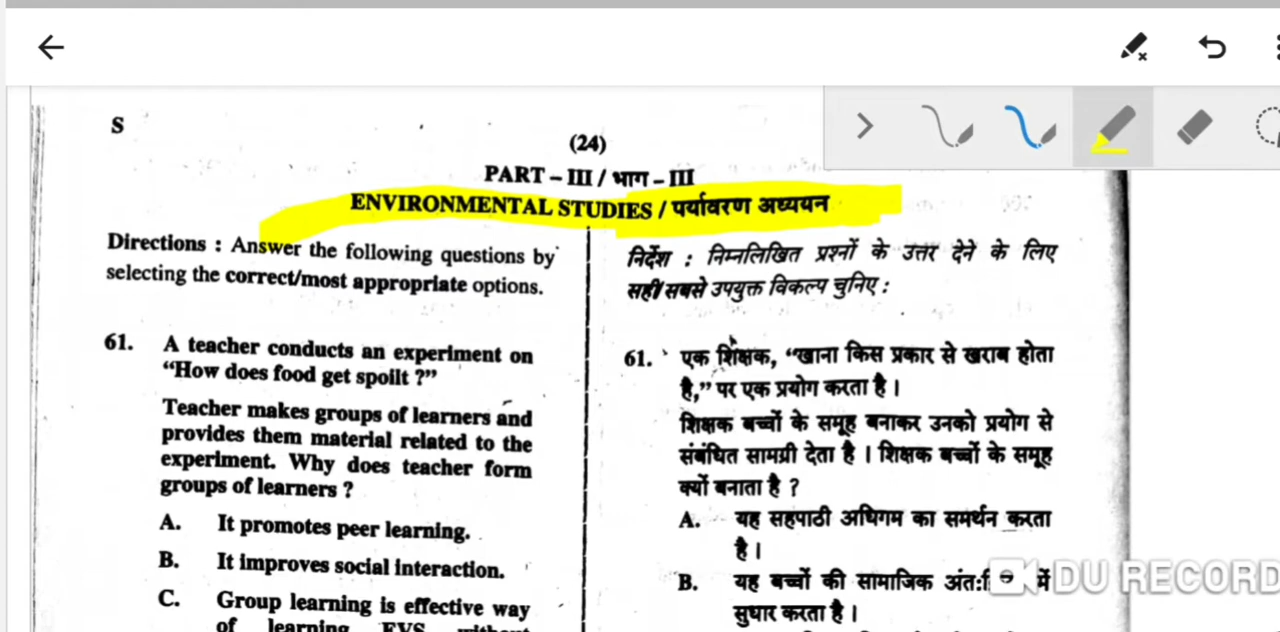 S
(24)
PART – III / भाग – III
ENVIRONMENTAL STUDIES / पर्यावरण अध्ययन
Directions : Answer the following questions by
selecting the correct/most appropriate options.
61. A teacher conducts an experiment on
“How does food get spoilt ?”
Teacher makes groups of learners and
provides them material related to the
experiment. Why does teacher form
groups of learners ?
A. It promotes peer learning.
B. It improves social interaction.
C. Group learning is effective way
of learning EVS without
निर्देश : निम्नलिखित प्रश्नों के उत्तर देने के लिए
सही/सबसे उपयुक्त विकल्प चुनिए :
61. एक शिक्षक, “खाना किस प्रकार से खराब होता
है,” पर एक प्रयोग करता है ।
शिक्षक बच्चों के समूह बनाकर उनको प्रयोग से
संबंधित सामग्री देता है । शिक्षक बच्चों के समूह
क्यों बनाता है ?
A. यह सहपाठी अधिगम का समर्थन करता
है ।
B. यह बच्चों की सामाजिक में
सुधार करता है ।
DU RECORD